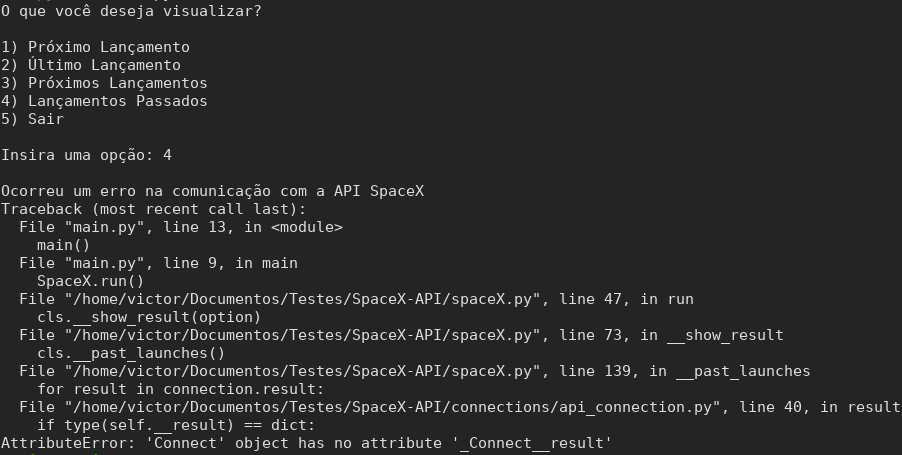 O que você deseja visualizar?
1) Próximo Lançamento
2) Último Lançamento
3) Próximos Lançamentos
4) Lançamentos Passados
5) Sair
Insira uma opção: 4
Ocorreu um erro na comunicação com a API SpaceX
Traceback (most recent call last):
  File "main.py", line 13, in <module>
    main()
  File "main.py", line 9, in main
    SpaceX.run()
  File "/home/victor/Documentos/Testes/SpaceX-API/spaceX.py", line 47, in run
    cls.__show_result(option)
  File "/home/victor/Documentos/Testes/SpaceX-API/spaceX.py", line 73, in __show_result
    cls.__past_launches()
  File "/home/victor/Documentos/Testes/SpaceX-API/spaceX.py", line 139, in __past_launches
    for result in connection.result:
  File "/home/victor/Documentos/Testes/SpaceX-API/connections/api_connection.py", line 40, in result
    if type(self.__result) == dict:
AttributeError: 'Connect' object has no attribute '_Connect__result'